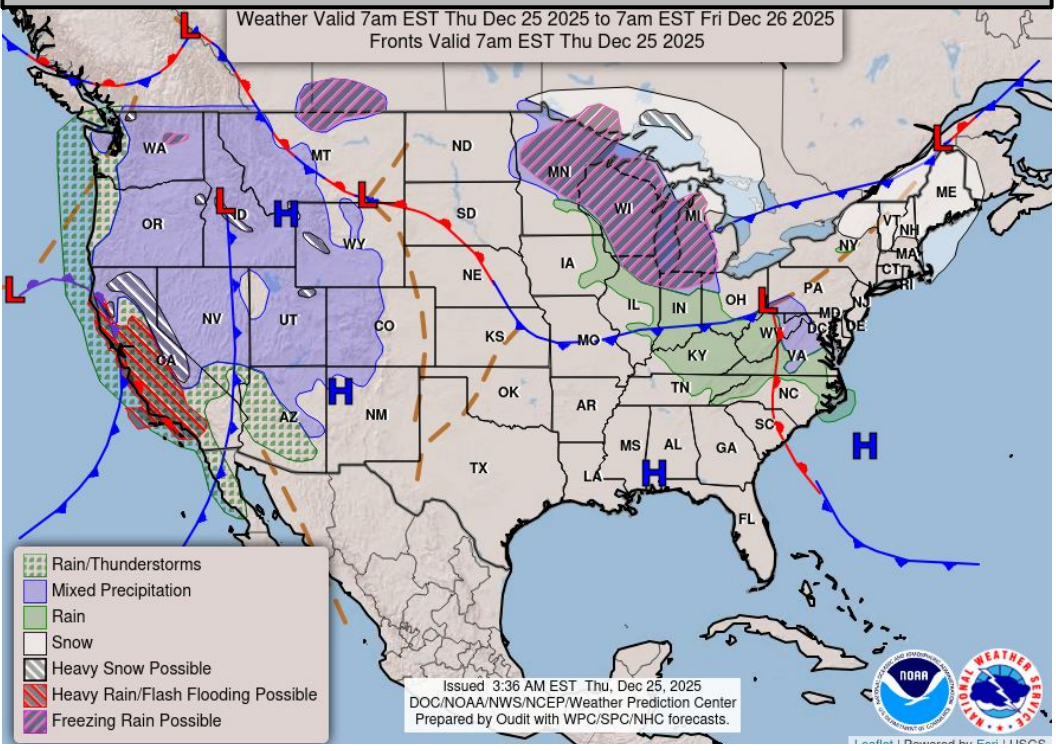 Weather Valid 7am EST Thu Dec 25 2025 to 7am EST Fri Dec 26 2025
Fronts Valid 7am EST Thu Dec 25 2025
L
L
H
L
L
H
L
H
H
L
L
WA
OR
ID
MT
ND
SD
WY
NE
NV
UT
CO
KS
CA
AZ
NM
OK
TX
MN
WI
MI
IA
IL
IN
OH
MO
KY
TN
AR
MS
AL
GA
LA
FL
SC
NC
VA
WV
PA
NJ
MD
DC
DE
NY
VT
NH
MA
CT
RI
ME
Rain/Thunderstorms
Mixed Precipitation
Rain
Snow
Heavy Snow Possible
Heavy Rain/Flash Flooding Possible
Freezing Rain Possible
Issued 3:36 AM EST Thu, Dec 25, 2025
DOC/NOAA/NWS/NCEP/Weather Prediction Center
Prepared by Oudit with WPC/SPC/NHC forecasts.
NOAA
NATIONAL WEATHER SERVICE
Leaflet | Powered by Esri | USGS